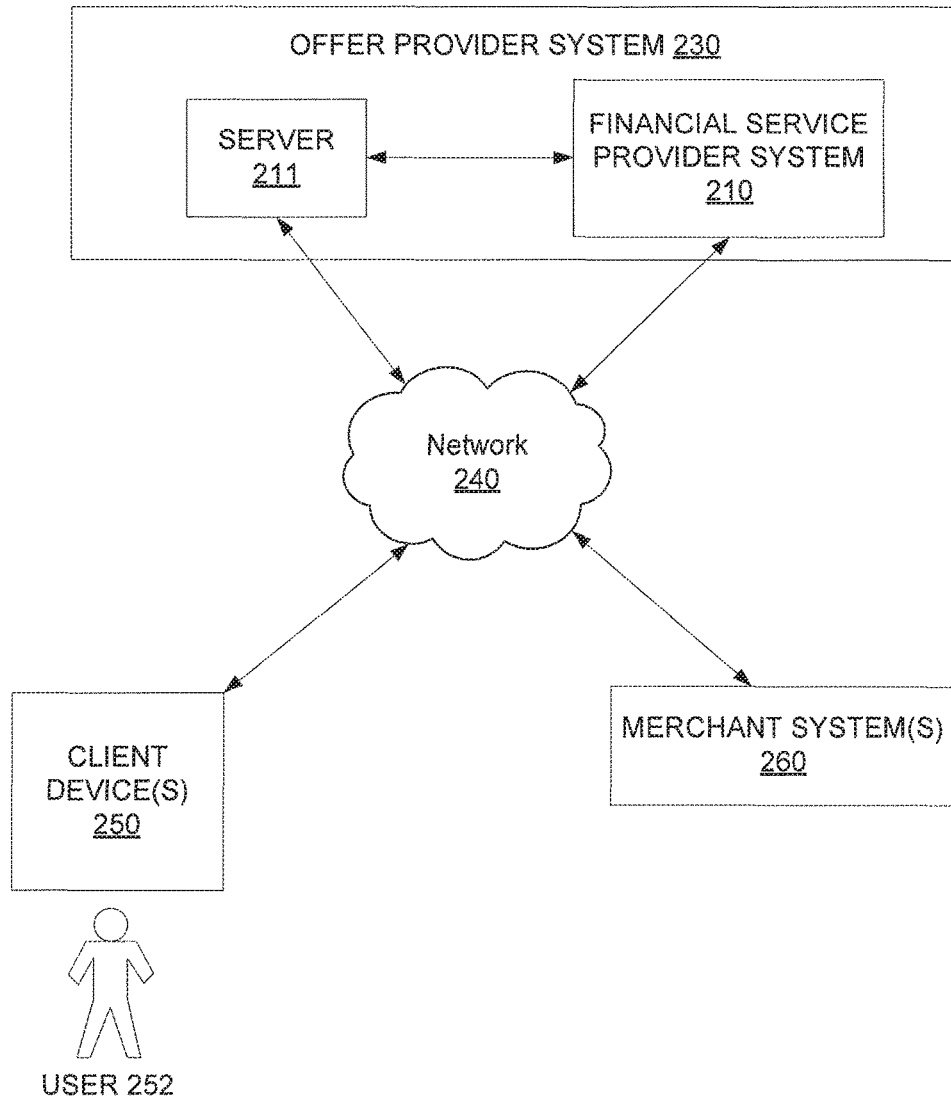 OFFER PROVIDER SYSTEM 230
SERVER
211
FINANCIAL SERVICE
PROVIDER SYSTEM
210
Network
240
CLIENT
DEVICE(S)
250
MERCHANT SYSTEM(S)
260
USER 252